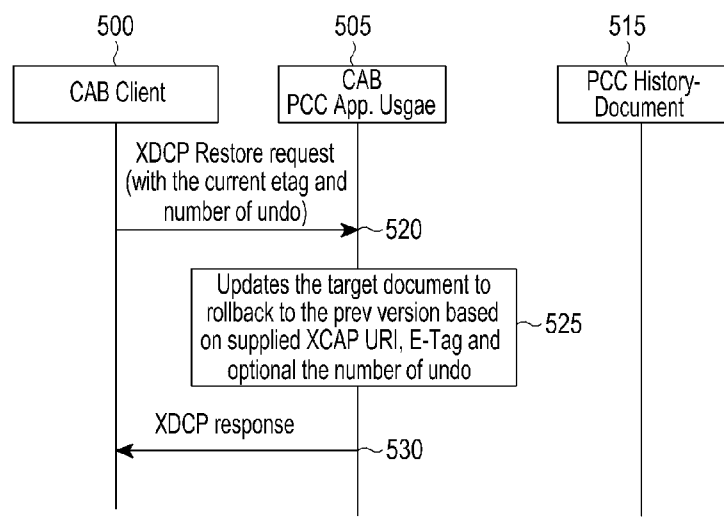 500
505
515
CAB Client
CAB
PCC App. Usgae
PCC History-
Document
XDCP Restore request
(with the current etag and
number of undo)
520
Updates the target document to
rollback to the prev version based
on supplied XCAP URI, E-Tag and
optional the number of undo
525
XDCP response
530